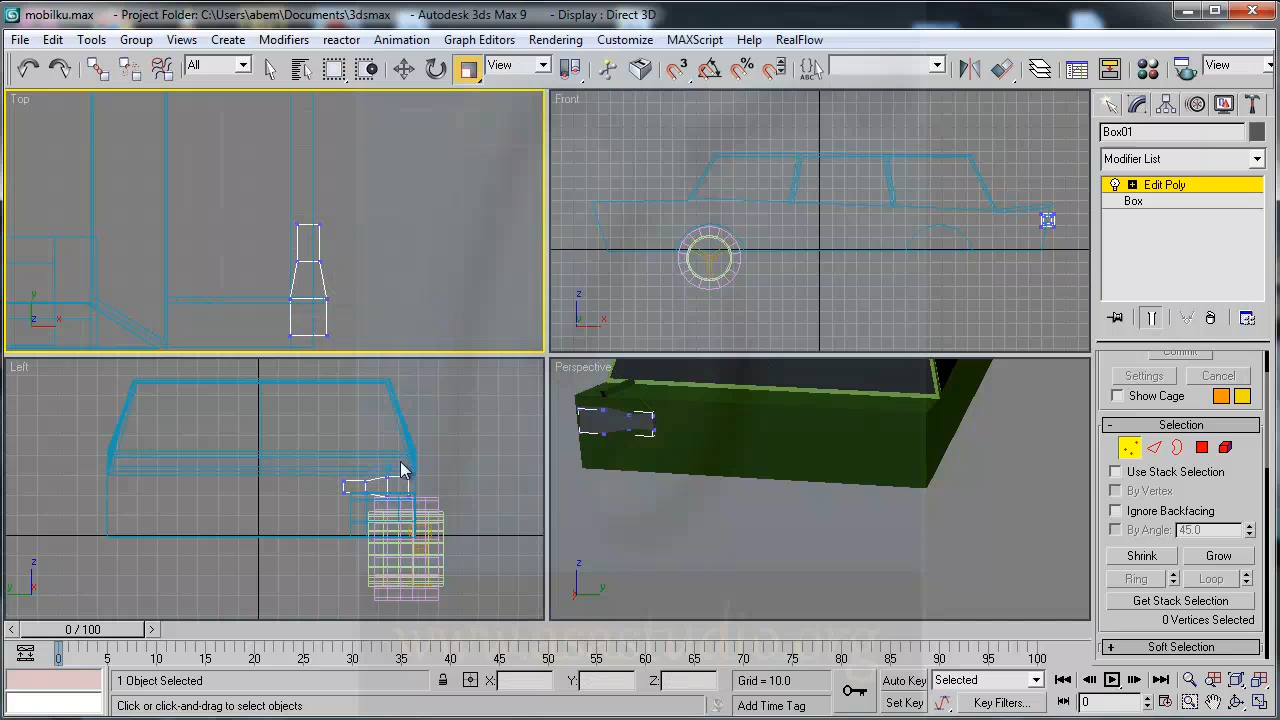 mobilku.max - Project Folder: C:\Users\abem\Documents\3dsmax - Autodesk 3ds Max 9 - Display : Direct 3D
File Edit Tools Group Views Create Modifiers reactor Animation Graph Editors Rendering Customize MAXScript Help RealFlow
All View 3 ABC View
Top Front
Box01
Modifier List
Edit Poly
Box
y z x
z x
Left Perspective
Commit
Settings Cancel
Show Cage
Selection
Use Stack Selection
By Vertex
Ignore Backfacing
By Angle: 45.0
Shrink Grow
Ring Loop
Get Stack Selection
0 Vertices Selected
Soft Selection
z y x
z x y
0 / 100
0 5 10 15 20 25 30 35 40 45 50 55 60 65 70 75 80 85 90 95 100
1 Object Selected X: Y: Z: Grid = 10.0 Auto Key Selected
Click or click-and-drag to select objects Add Time Tag Set Key Key Filters... 0